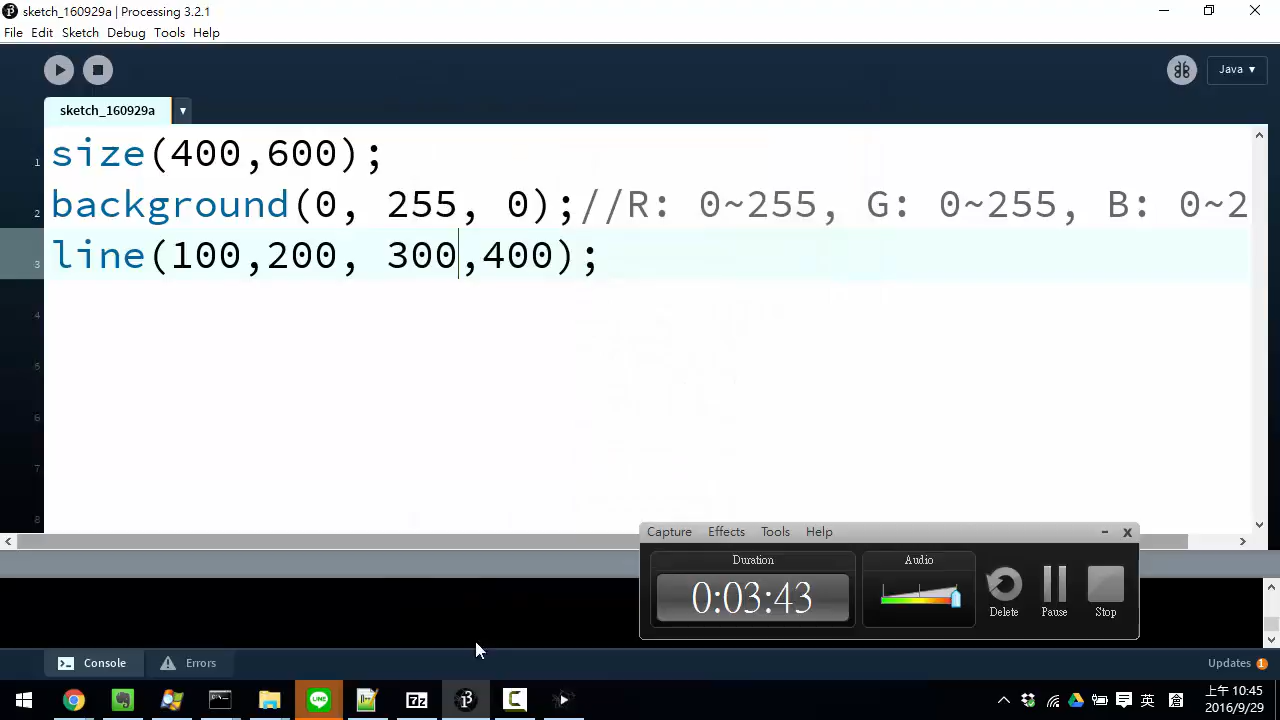 sketch_160929a | Processing 3.2.1
File Edit Sketch Debug Tools Help
Java ▾
sketch_160929a
1 size(400,600);
2 background(0, 255, 0);//R: 0~255, G: 0~255, B: 0~2
3 line(100,200, 300,400);
4
5
6
7
8
Capture Effects Tools Help
Duration
Audio
0:03:43
Delete Pause Stop
Console Errors
Updates 1
LINE
7z
英
倉
上午 10:45
2016/9/29